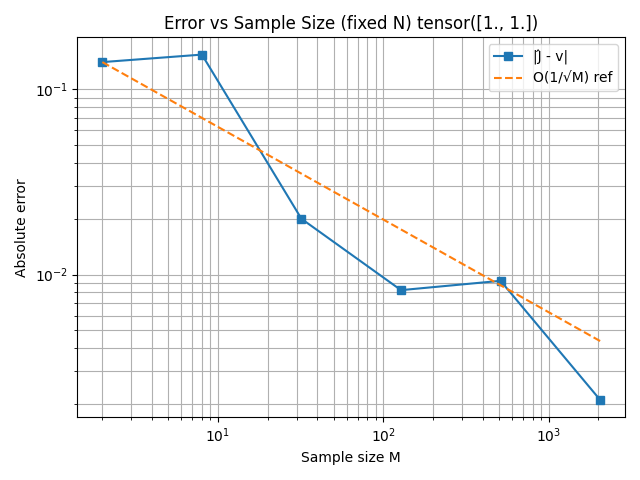 Error vs Sample Size (fixed N) tensor([1., 1.])
|Ĵ - v|
O(1/√M) ref
Absolute error
10⁻¹
10⁻²
10¹
10²
10³
Sample size M